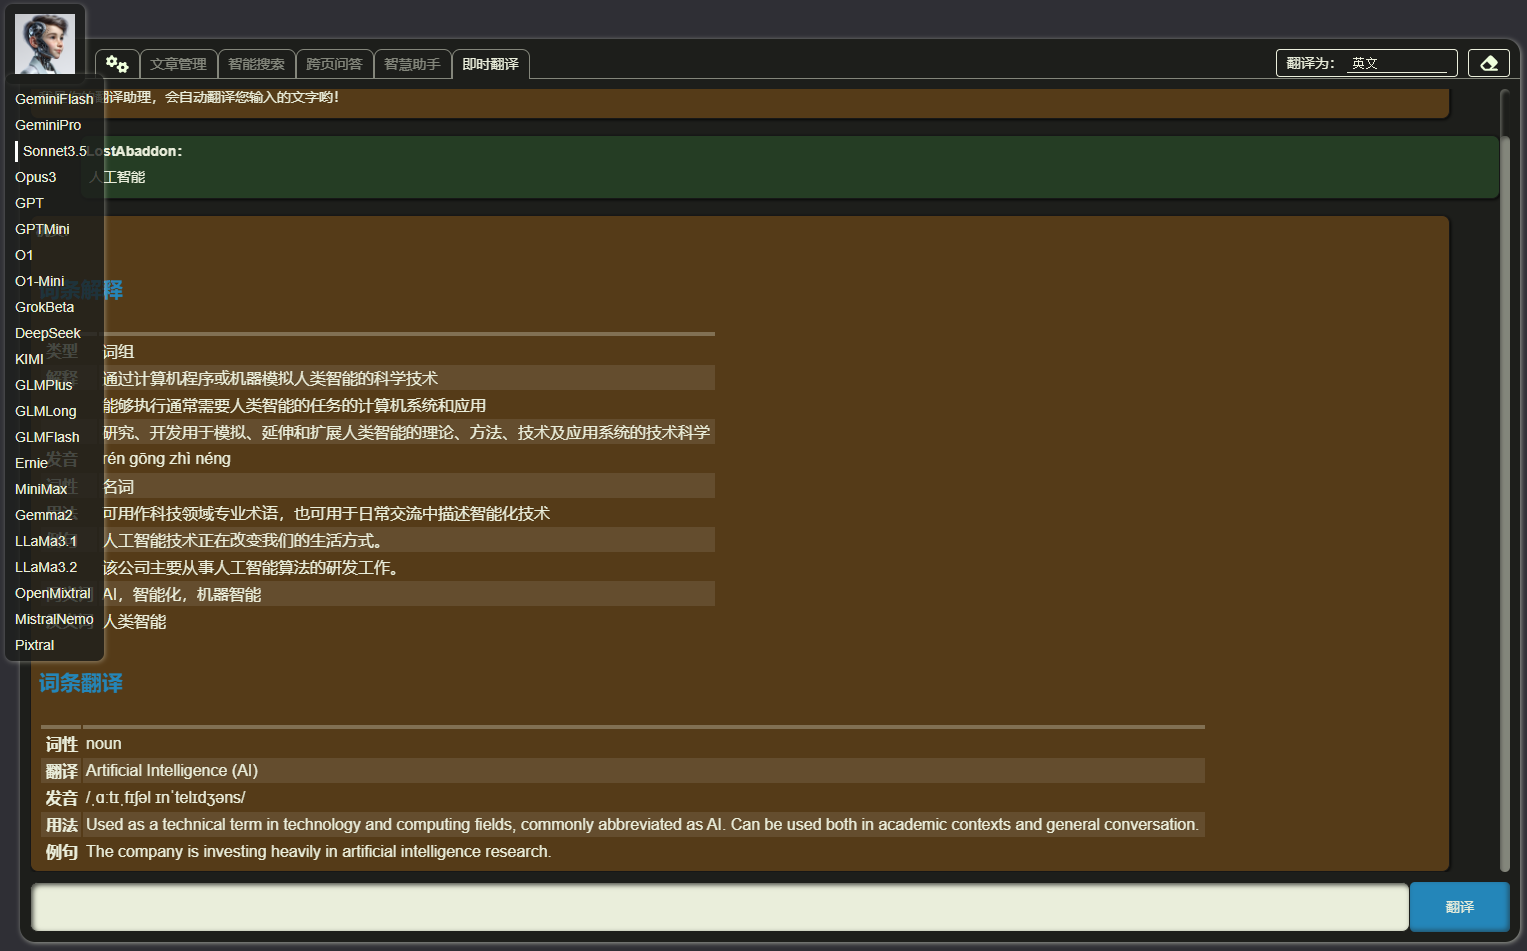 文章管理
智能搜索
跨页问答
智慧助手
即时翻译
翻译为：
英文
GeminiFlash
GeminiPro
Sonnet3.5
Opus3
GPT
GPTMini
O1
O1-Mini
GrokBeta
DeepSeek
KIMI
GLMPlus
GLMLong
GLMFlash
Ernie
MiniMax
Gemma2
LLaMa3.1
LLaMa3.2
OpenMixtral
MistralNemo
Pixtral
翻译助理，会自动翻译您输入的文字哟！
LostAbaddon：
人工智能
词条解释
类型 词组
解释 通过计算机程序或机器模拟人类智能的科学技术
能够执行通常需要人类智能的任务的计算机系统和应用
研究、开发用于模拟、延伸和扩展人类智能的理论、方法、技术及应用系统的技术科学
发音 rén gōng zhì néng
词性 名词
用法 可用作科技领域专业术语，也可用于日常交流中描述智能化技术
例句 人工智能技术正在改变我们的生活方式。
该公司主要从事人工智能算法的研发工作。
AI，智能化，机器智能
反义词 人类智能
词条翻译
词性 noun
翻译 Artificial Intelligence (AI)
发音 /ˌɑːtɪˌfɪʃəl ɪnˈtelɪdʒəns/
用法 Used as a technical term in technology and computing fields, commonly abbreviated as AI. Can be used both in academic contexts and general conversation.
例句 The company is investing heavily in artificial intelligence research.
翻译